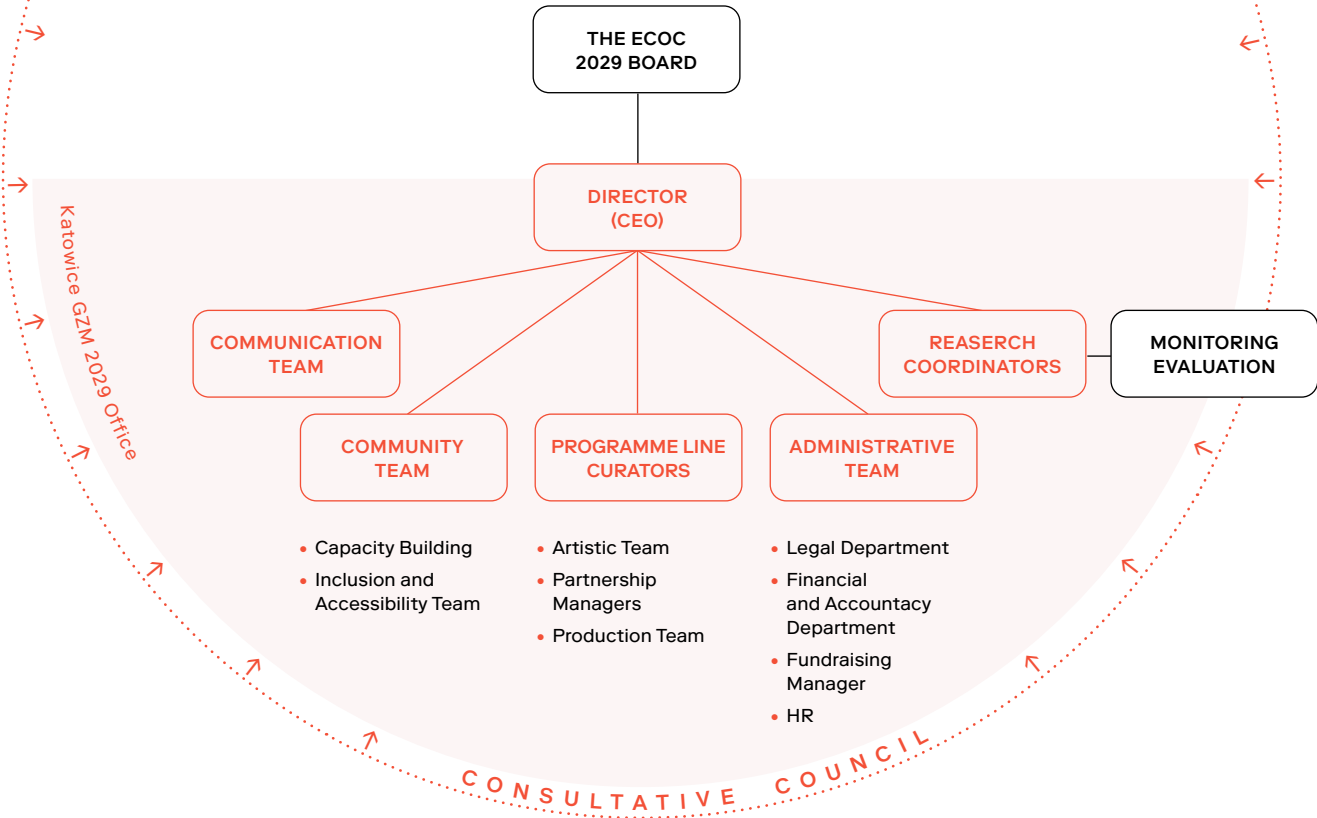 THE ECOC
2029 BOARD
DIRECTOR
(CEO)
Katowice GZM 2029 Office
COMMUNICATION
TEAM
REASERCH
COORDINATORS
MONITORING
EVALUATION
COMMUNITY
TEAM
PROGRAMME LINE
CURATORS
ADMINISTRATIVE
TEAM
• Capacity Building
• Inclusion and
Accessibility Team
• Artistic Team
• Partnership
Managers
• Production Team
• Legal Department
• Financial
and Accountacy
Department
• Fundraising
Manager
• HR
CONSULTATIVE COUNCIL